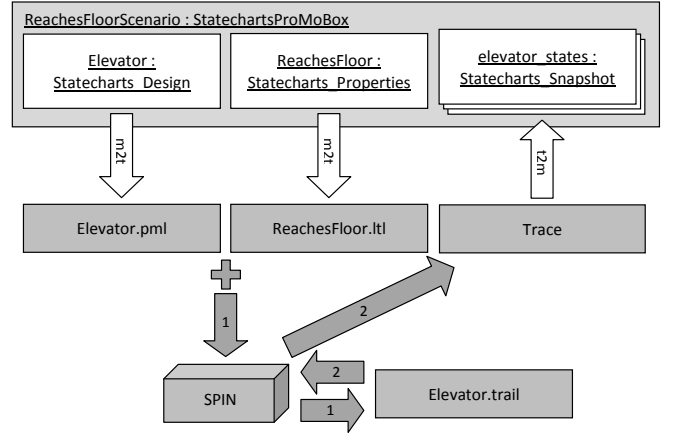 ReachesFloorScenario : StatechartsProMoBox
Elevator :
Statecharts_Design
ReachesFloor :
Statecharts_Properties
elevator_states :
Statecharts_Snapshot
m2t
m2t
t2m
Elevator.pml
ReachesFloor.ltl
Trace
1
2
2
SPIN
1
Elevator.trail